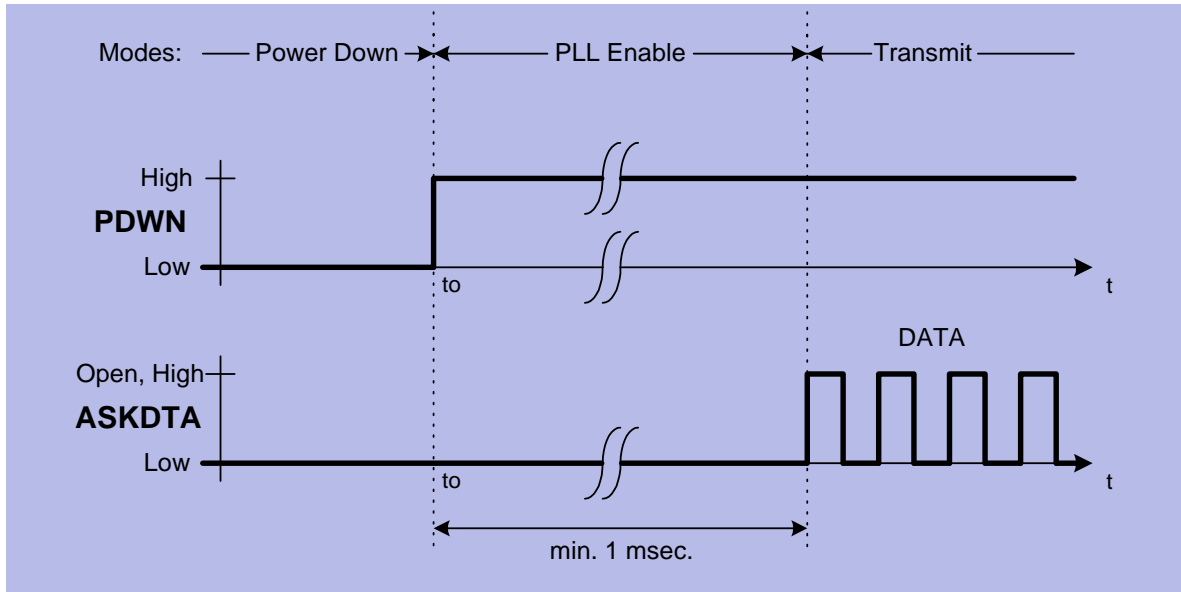 Modes: Power Down PLL Enable Transmit
High
PDWN
Low
to
t
DATA
Open, High
ASKDTA
Low
to
t
min. 1 msec.